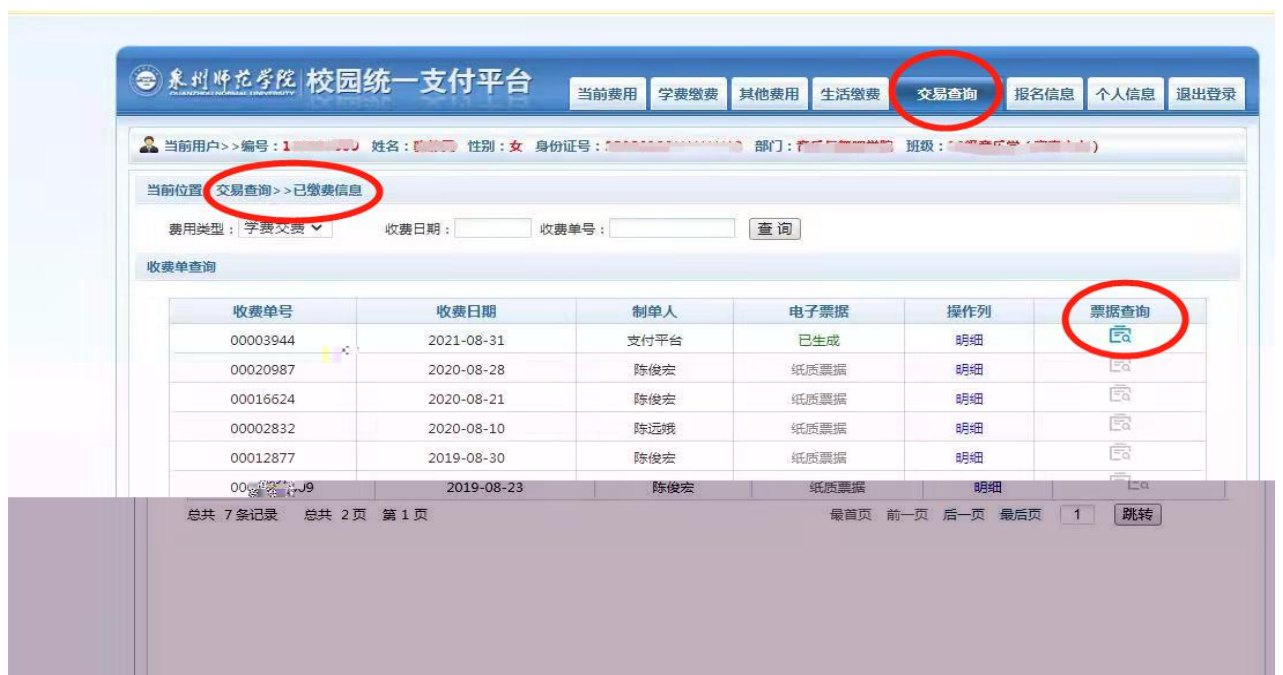 泉州师范学院 校园统一支付平台
QUANZHOU NORMAL UNIVERSITY
当前费用 学费缴费 其他费用 生活缴费 交易查询 报名信息 个人信息 退出登录
当前用户>>编号：1 姓名： 性别：女 身份证号： 部门： 班级：
当前位置：交易查询>>已缴费信息
费用类型：学费交费 收费日期： 收费单号： 查询
收费单查询
收费单号 收费日期 制单人 电子票据 操作列 票据查询
00003944 2021-08-31 支付平台 已生成 明细
00020987 2020-08-28 陈俊宏 纸质票据 明细
00016624 2020-08-21 陈俊宏 纸质票据 明细
00002832 2020-08-10 陈远娥 纸质票据 明细
00012877 2019-08-30 陈俊宏 纸质票据 明细
2019-08-23 陈俊宏 纸质票据 明细
总共 7条记录 总共 2页 第1页 最首页 前一页 后一页 最后页 1 跳转